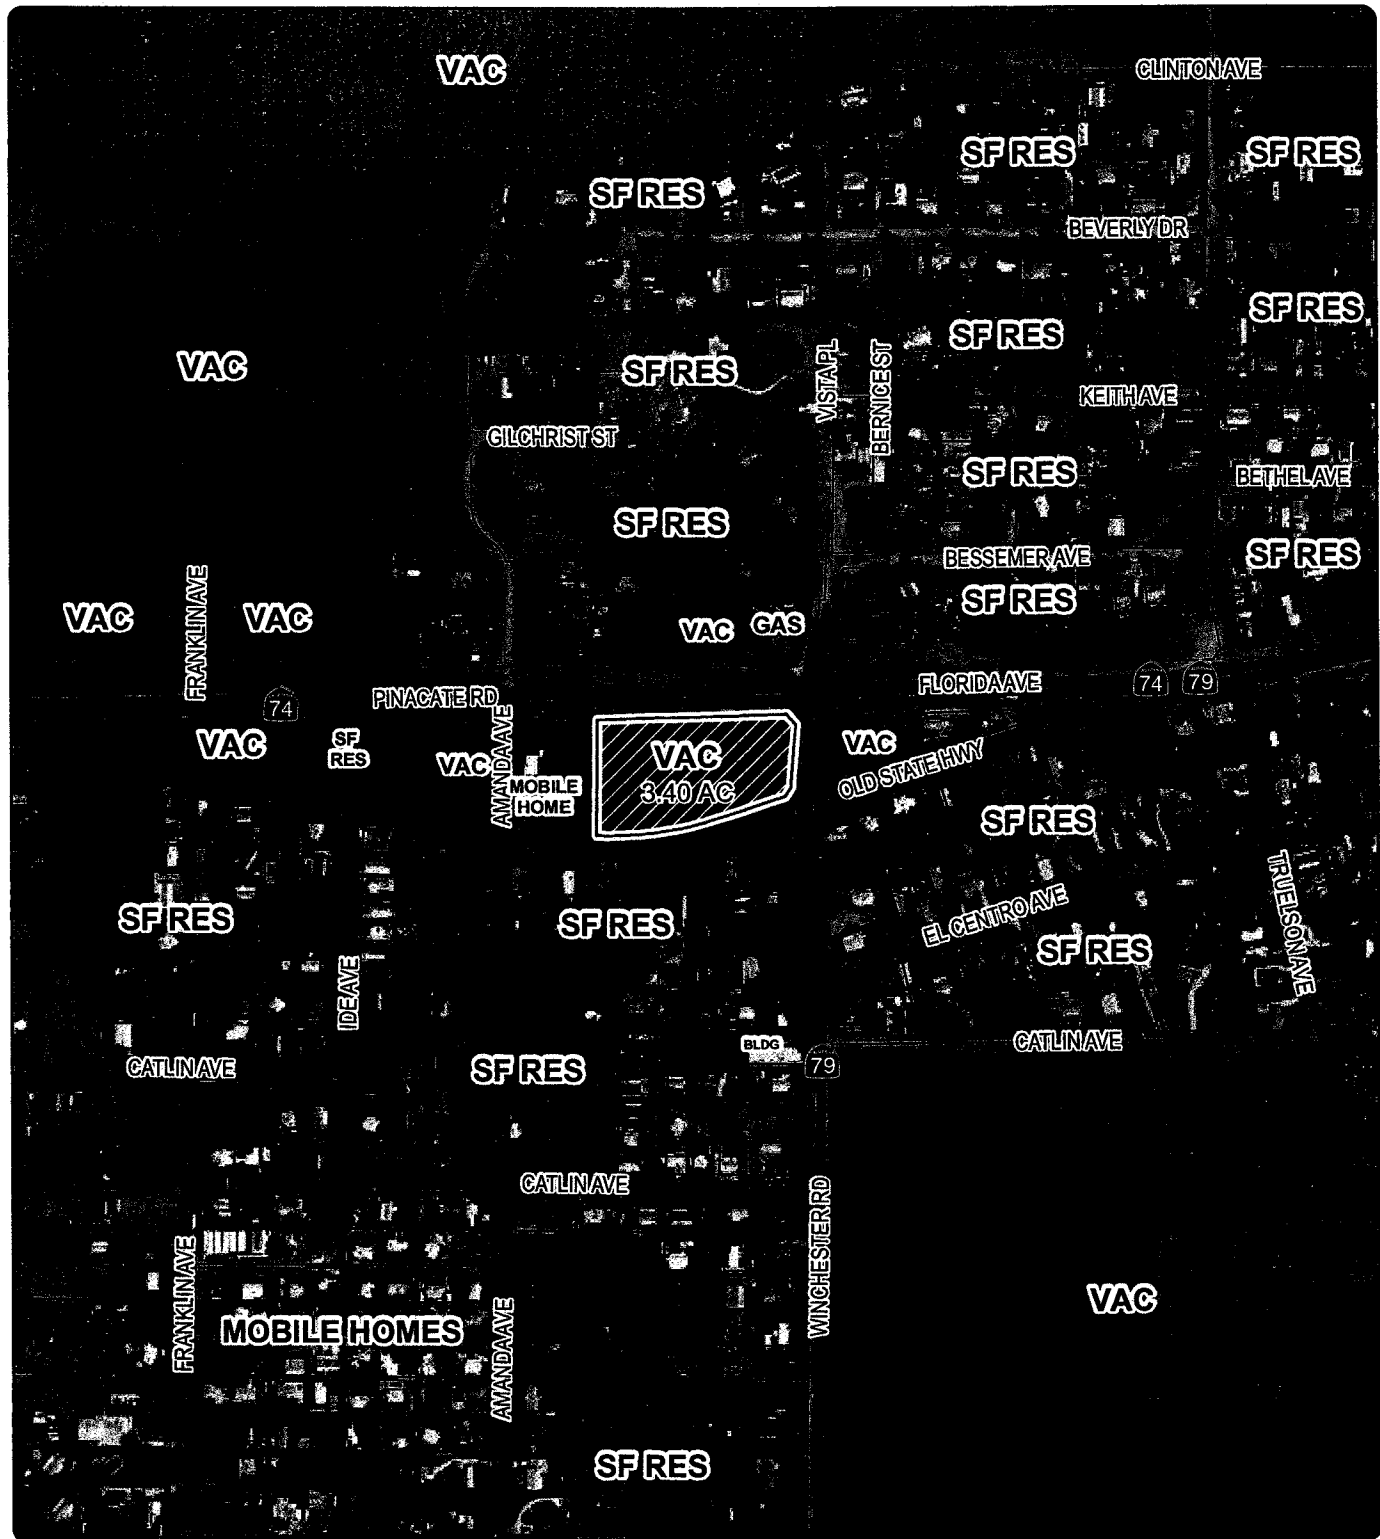 VAC
CLINTON AVE
SF RES
SF RES
SF RES
BEVERLY DR
SF RES
SF RES
VAC
SF RES
VISTA PL
BERNICE ST
KEITH AVE
GILCHRIST ST
SF RES
BETHEL AVE
SF RES
BESSEMER AVE
SF RES
SF RES
FRANKLIN AVE
VAC
VAC
VAC
GAS
FLORIDA AVE
74
79
PINACATE RD
74
AMANDA AVE
VAC
SF
RES
VAC
MOBILE
HOME
VAC
3.40 AC
VAC
OLD STATE HWY
SF RES
TRUELSON AVE
SF RES
SF RES
EL CENTRO AVE
SF RES
IDE AVE
BLDG
CATLIN AVE
CATLIN AVE
SF RES
79
CATLIN AVE
WINCHESTER RD
FRANKLIN AVE
MOBILE HOMES
AMANDA AVE
VAC
SF RES